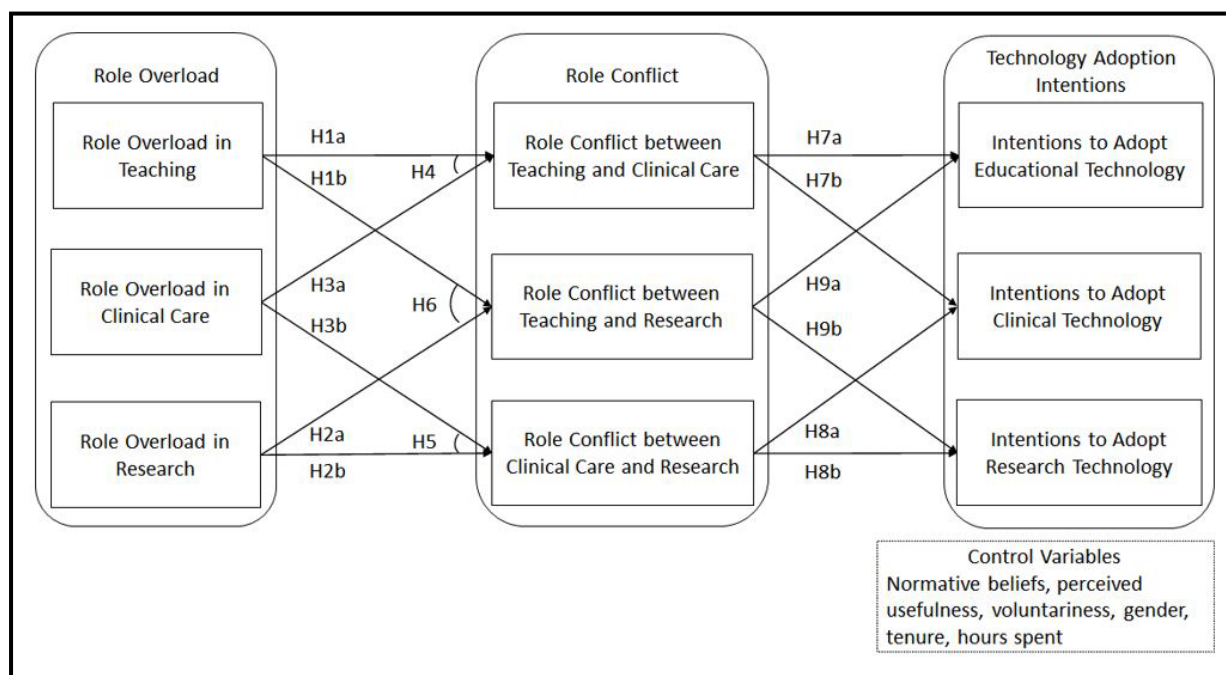 Role Overload
Role Overload in
Teaching
Role Overload in
Clinical Care
Role Overload in
Research
H1a
H1b
H4
H3a
H3b
H6
H2a
H5
H2b
Role Conflict
Role Conflict between
Teaching and Clinical Care
Role Conflict between
Teaching and Research
Role Conflict between
Clinical Care and Research
H7a
H7b
H9a
H9b
H8a
H8b
Technology Adoption
Intentions
Intentions to Adopt
Educational Technology
Intentions to Adopt
Clinical Technology
Intentions to Adopt
Research Technology
Control Variables
Normative beliefs, perceived
usefulness, voluntariness, gender,
tenure, hours spent